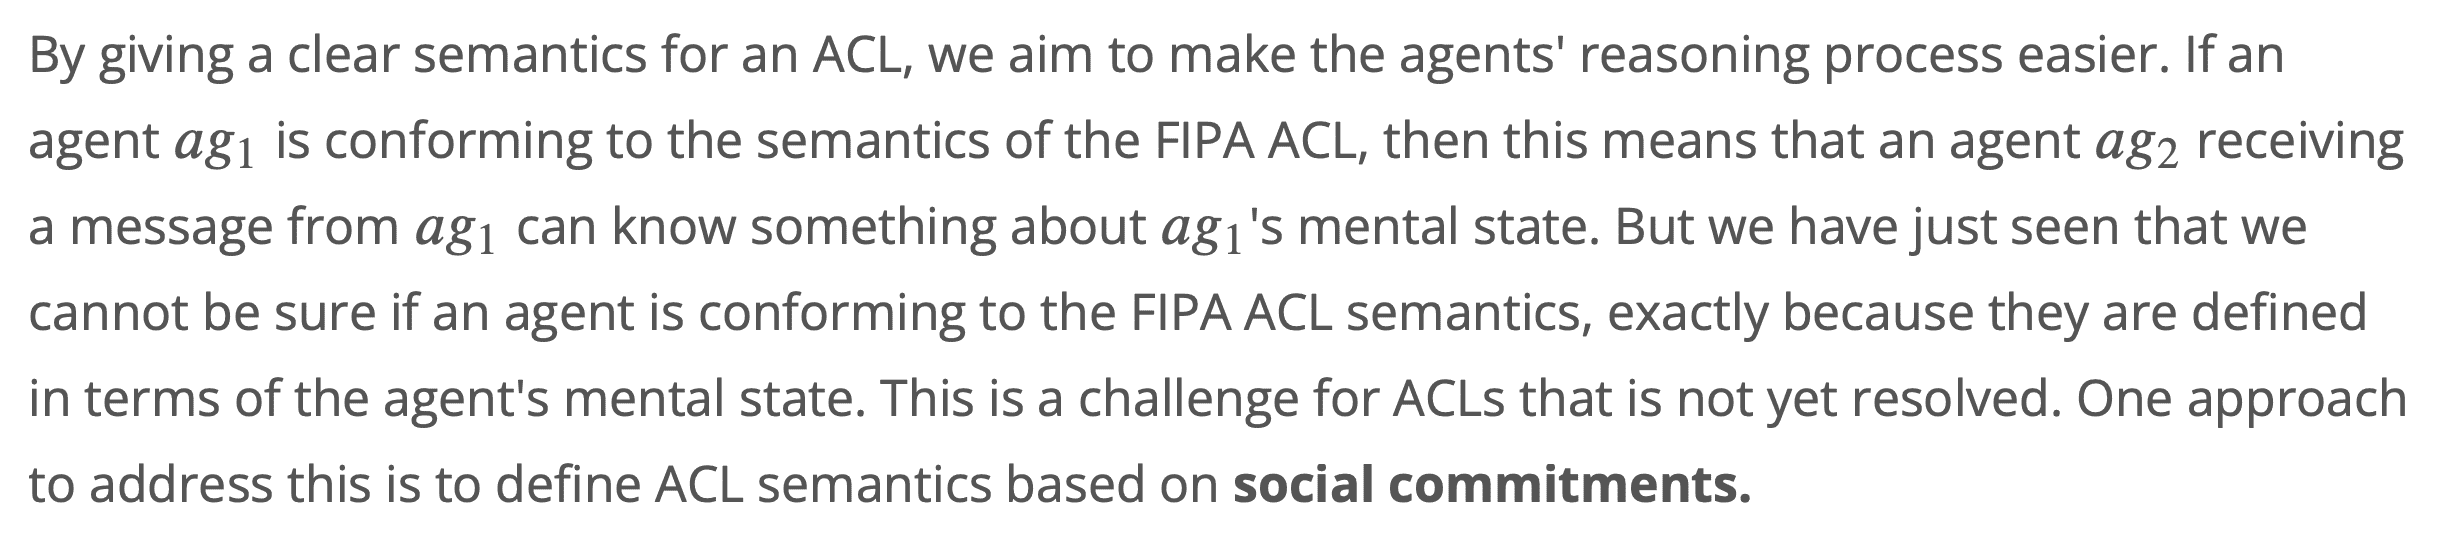 By giving a clear semantics for an ACL, we aim to make the agents' reasoning process easier. If an
agent ag₁ is conforming to the semantics of the FIPA ACL, then this means that an agent ag₂ receiving
a message from ag₁ can know something about ag₁'s mental state. But we have just seen that we
cannot be sure if an agent is conforming to the FIPA ACL semantics, exactly because they are defined
in terms of the agent's mental state. This is a challenge for ACLs that is not yet resolved. One approach
to address this is to define ACL semantics based on social commitments.